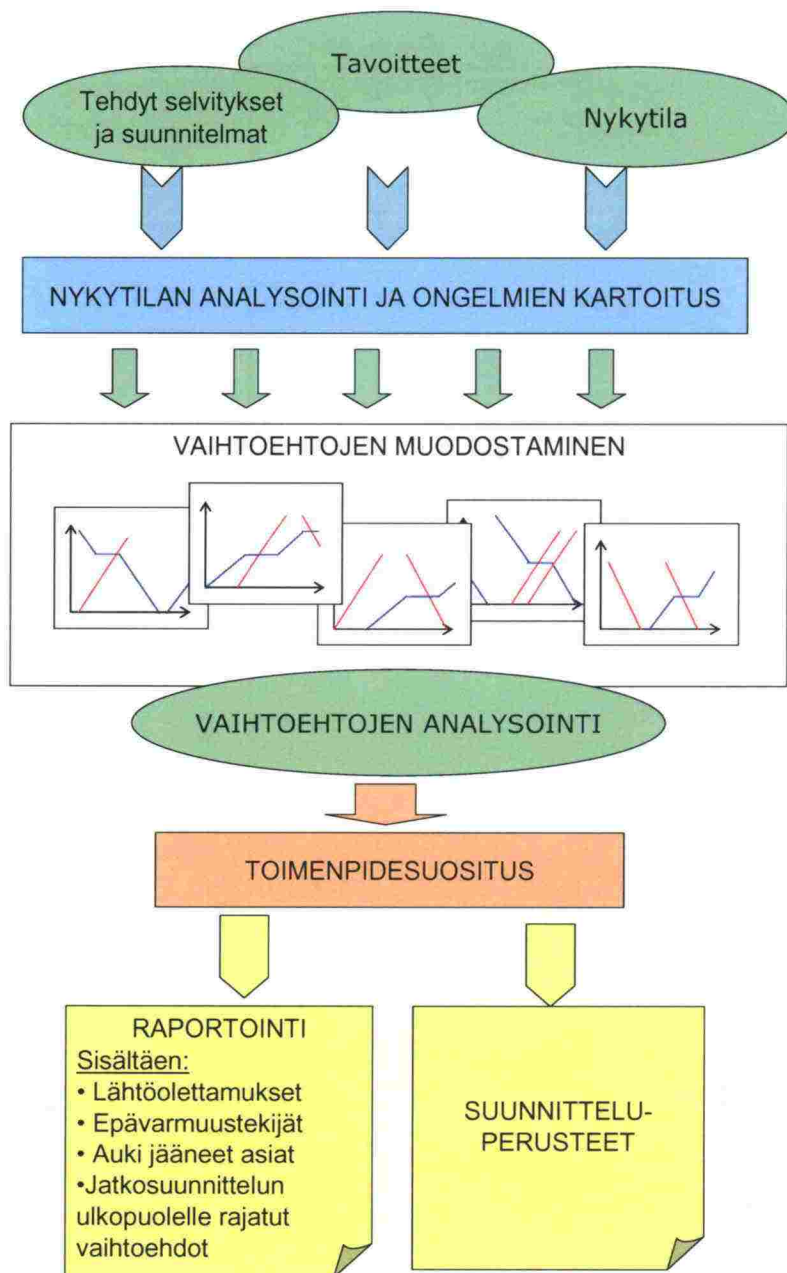 Tavoitteet
Tehdyt selvitykset
ja suunnitelmat
Nykytila
NYKYTILAN ANALYSOINTI JA ONGELMIEN KARTOITUS
VAIHTOEHTOJEN MUODOSTAMINEN
VAIHTOEHTOJEN ANALYSOINTI
TOIMENPIDESUOSITUS
RAPORTOINTI
Sisältäen:
• Lähtöolettamukset
• Epävarmuustekijät
• Auki jääneet asiat
•Jatkosuunnittelun
ulkopuolelle rajatut
vaihtoehdot
SUUNNITTELU-
PERUSTEET